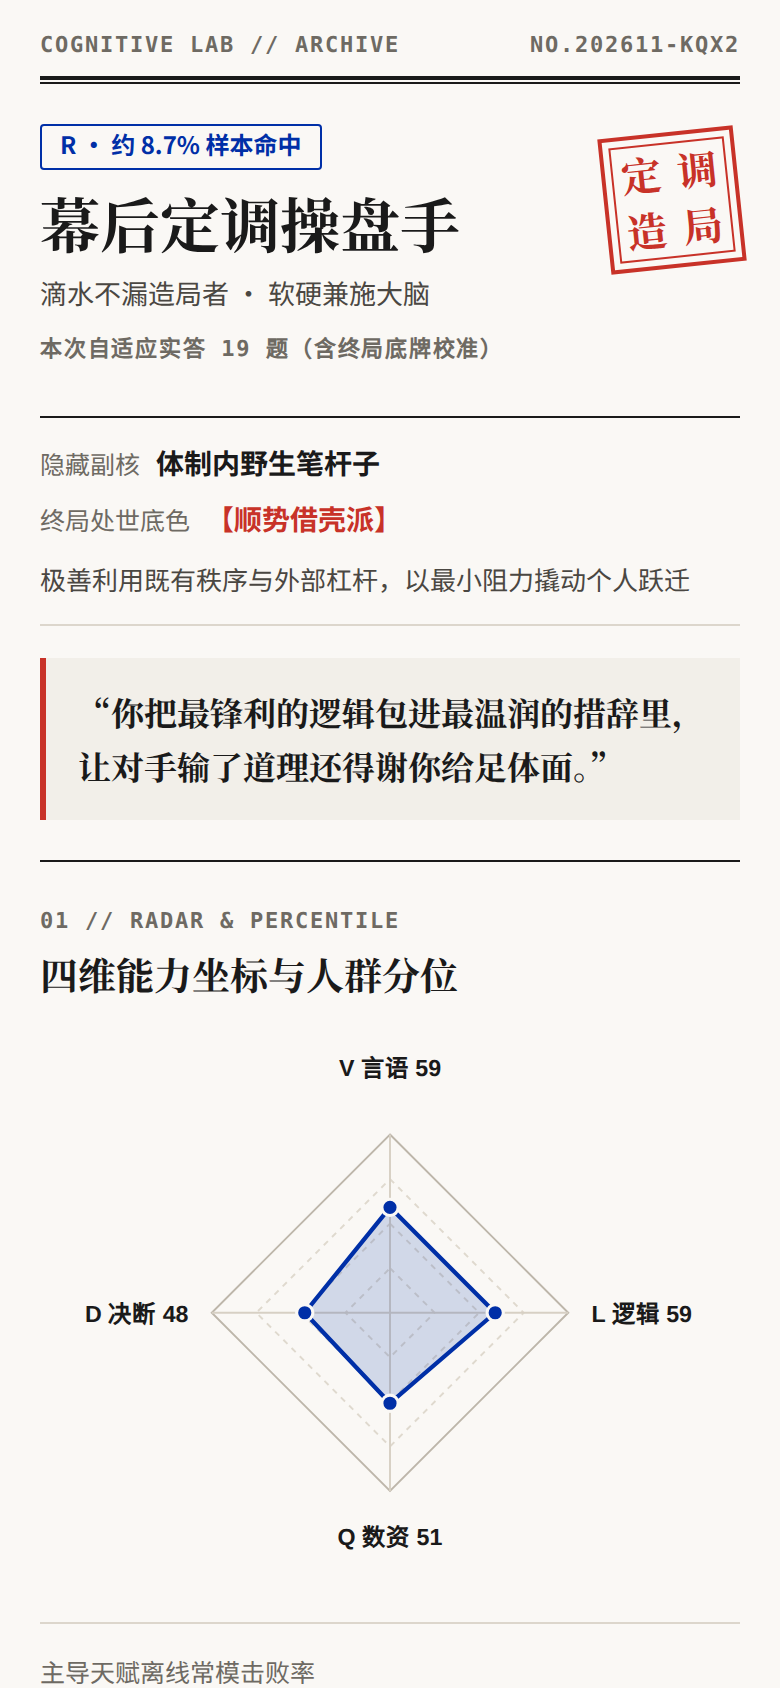 COGNITIVE LAB // ARCHIVE
NO.202611-KQX2
R · 约 8.7% 样本命中
定调
造局
幕后定调操盘手
滴水不漏造局者 · 软硬兼施大脑
本次自适应实答 19 题（含终局底牌校准）
隐藏副核 体制内野生笔杆子
终局处世底色 【顺势借壳派】
极善利用既有秩序与外部杠杆，以最小阻力撬动个人跃迁
“你把最锋利的逻辑包进最温润的措辞里，
让对手输了道理还得谢你给足体面。”
01 // RADAR & PERCENTILE
四维能力坐标与人群分位
V 言语 59
D 决断 48
L 逻辑 59
Q 数资 51
主导天赋离线常模击败率